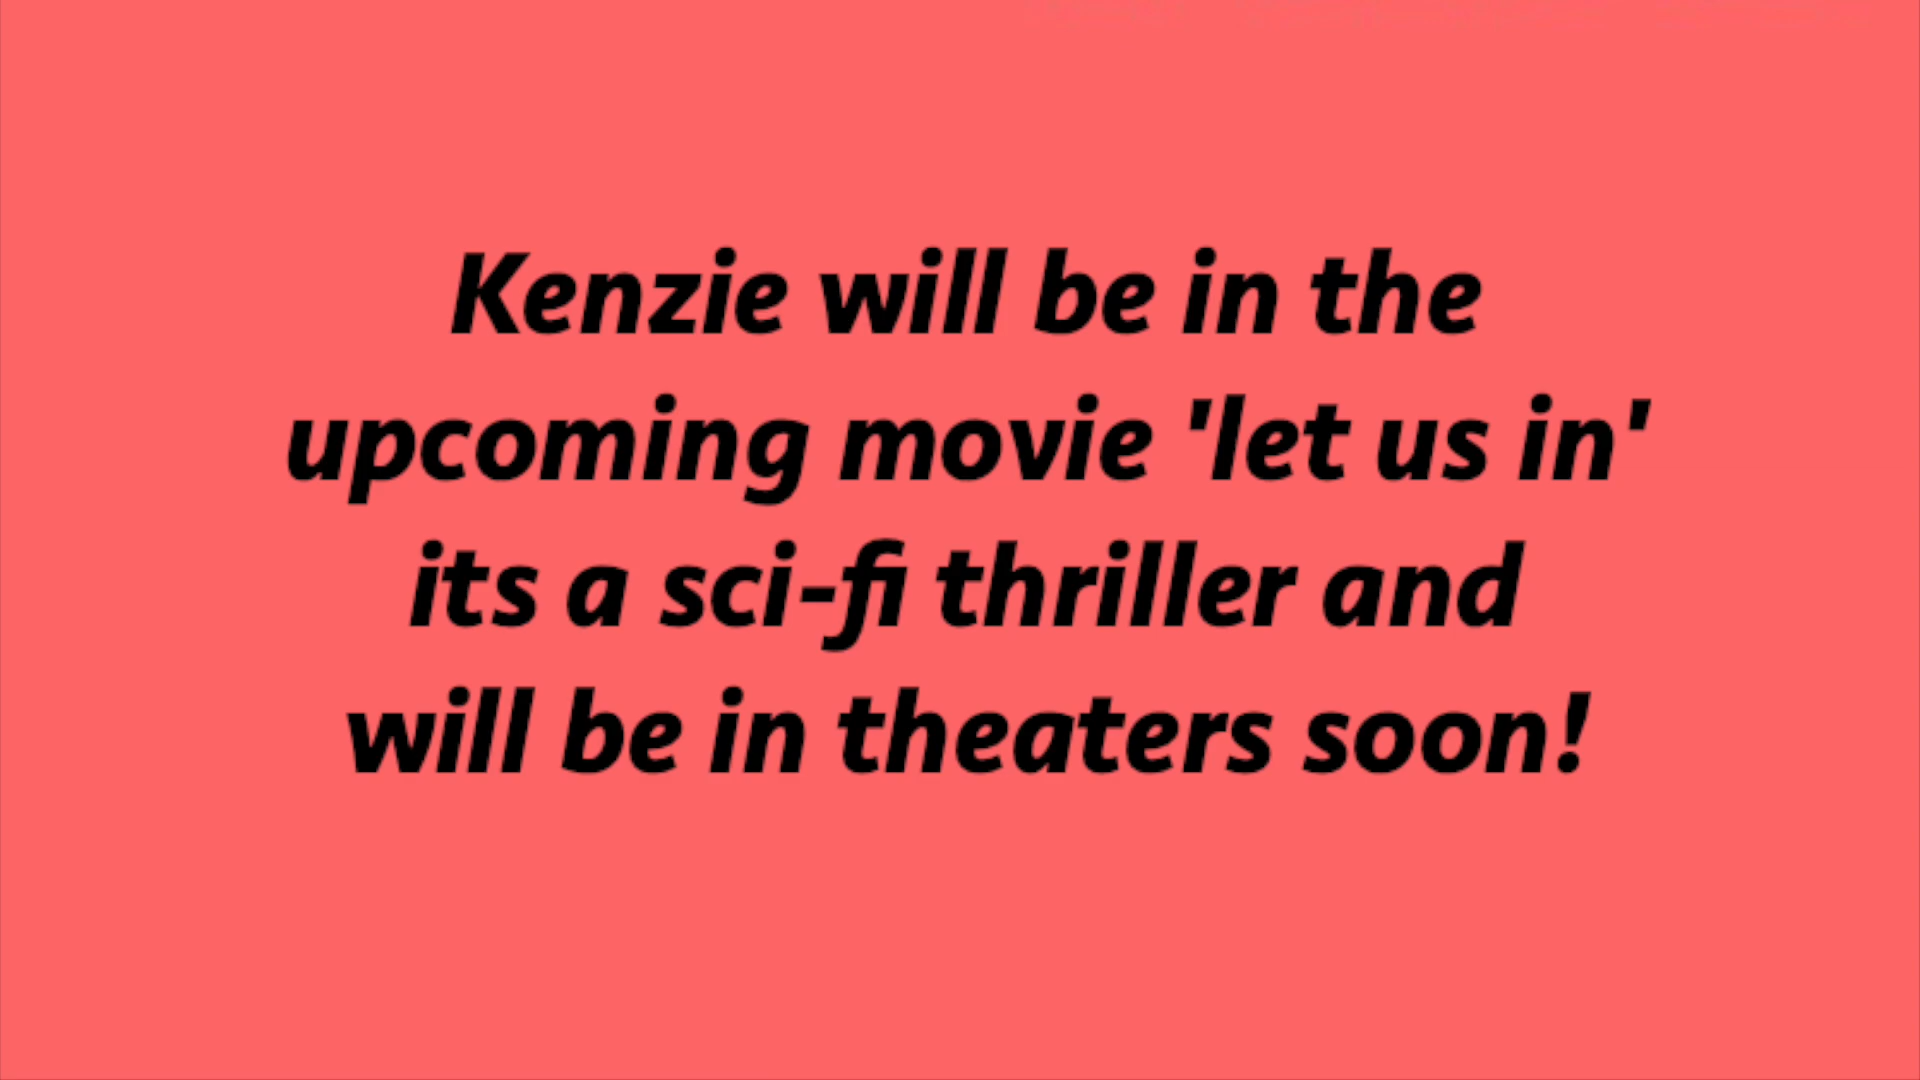 Kenzie will be in the
upcoming movie 'let us in'
its a sci-fi thriller and
will be in theaters soon!